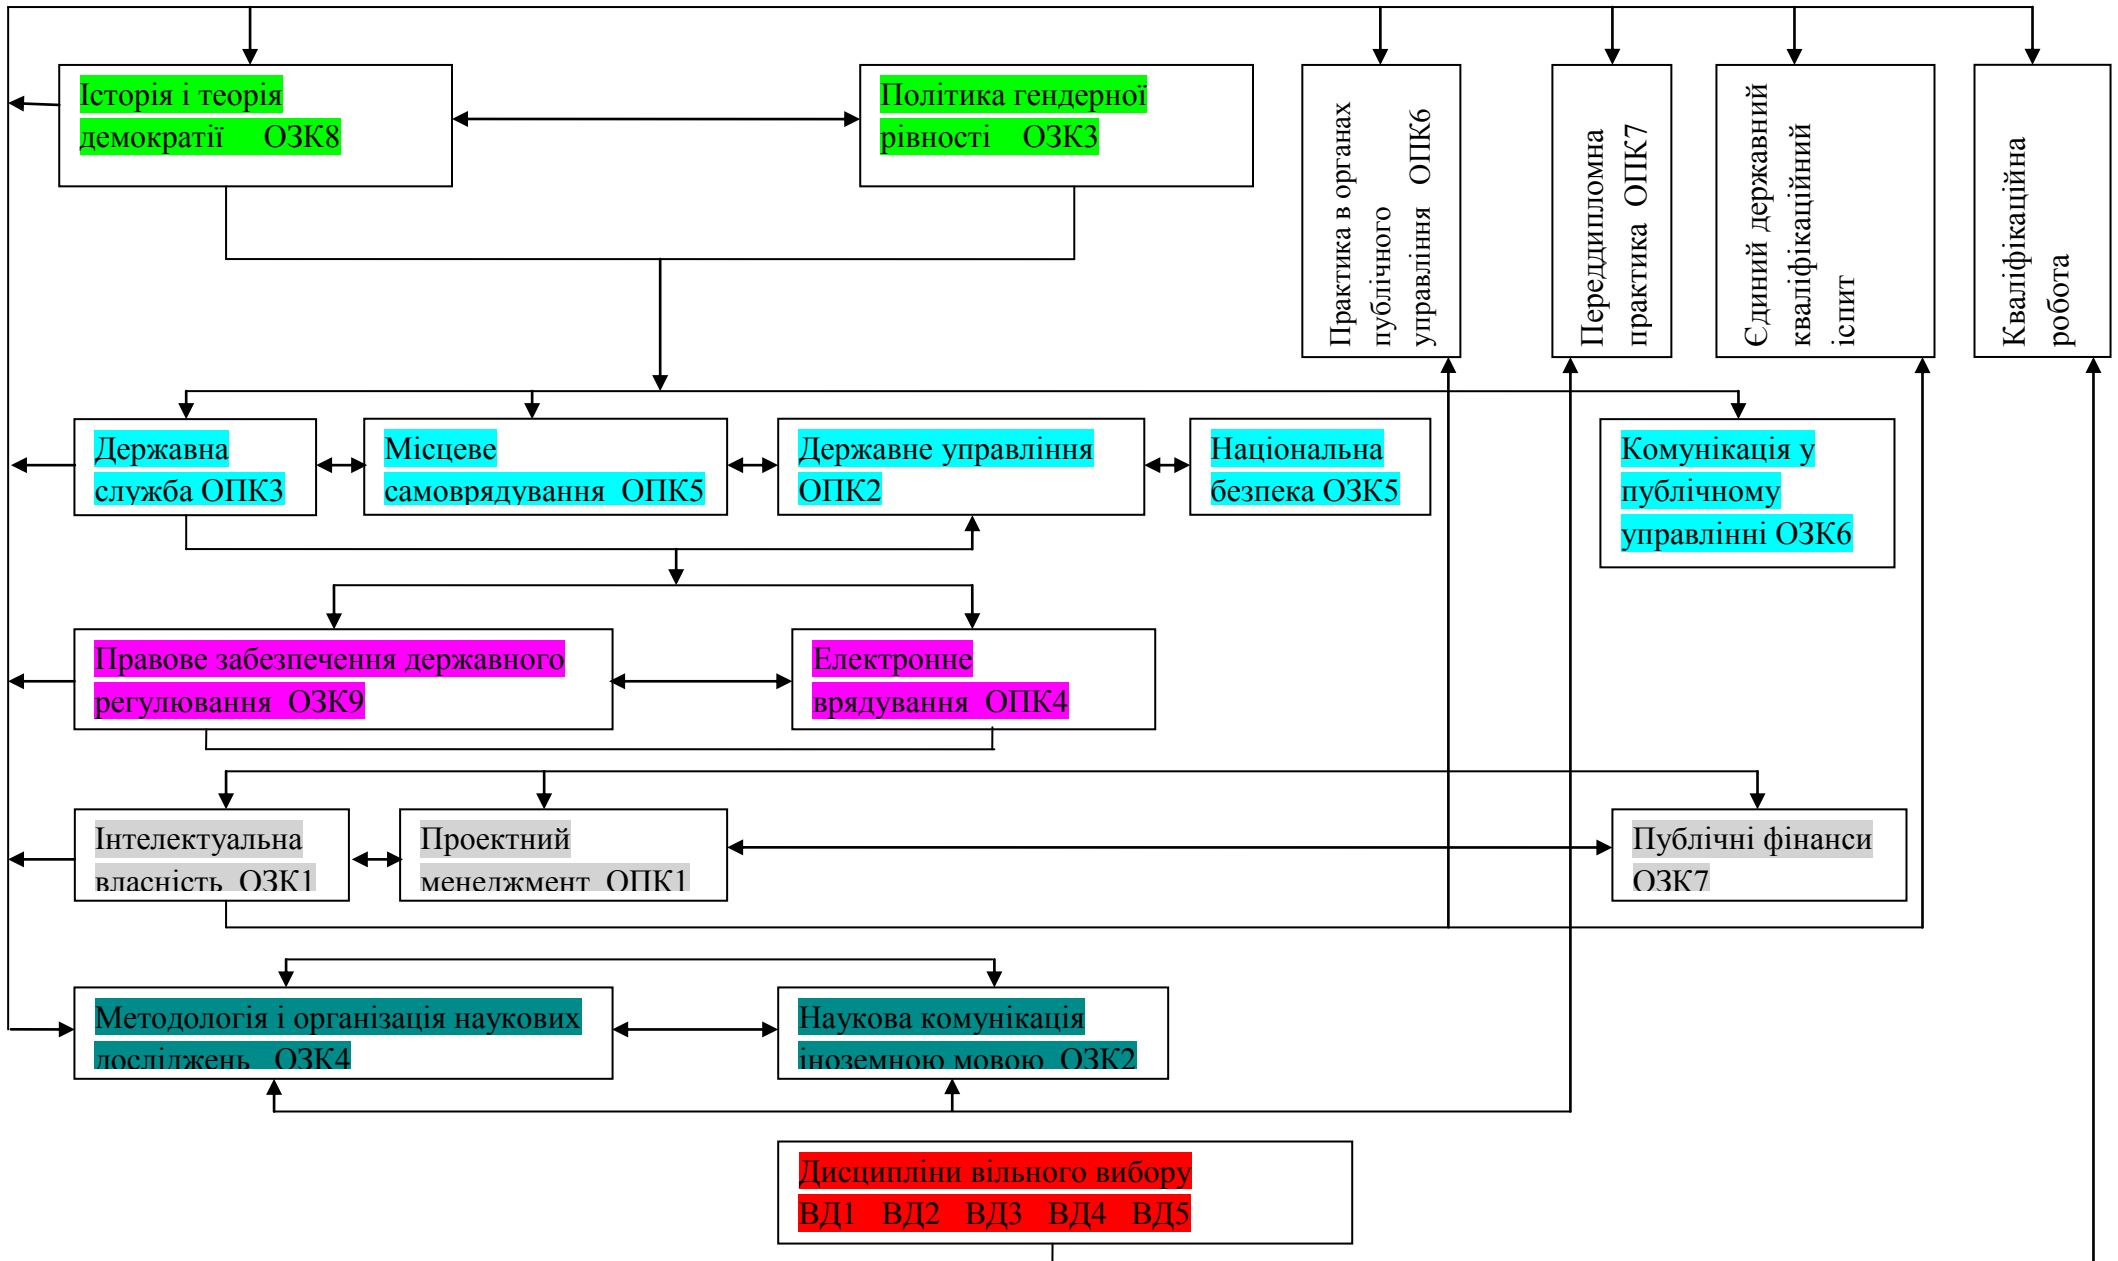 Історія і теорія
демократії ОЗК8
Політика гендерної
рівності ОЗК3
Практика в органах
публічного
управління ОПК6
Переддипломна
практика ОПК7
Єдиний державний
кваліфікаційний
іспит
Кваліфікаційна
робота
Державна
служба ОПК3
Місцеве
самоврядування ОПК5
Державне управління
ОПК2
Національна
безпека ОЗК5
Комунікація у
публічному
управлінні ОЗК6
Правове забезпечення державного
регулювання ОЗК9
Електронне
врядування ОПК4
Інтелектуальна
власність ОЗК1
Проектний
менеджмент ОПК1
Публічні фінанси
ОЗК7
Методологія і організація наукових
досліджень ОЗК4
Наукова комунікація
іноземною мовою ОЗК2
Дисципліни вільного вибору
ВД1 ВД2 ВД3 ВД4 ВД5